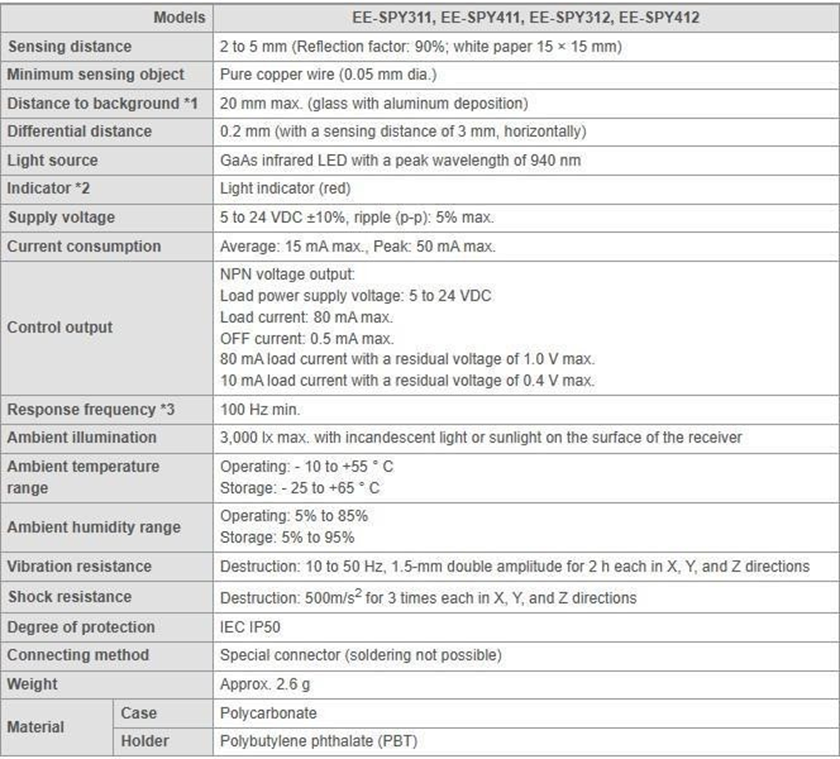 Models EE-SPY311, EE-SPY411, EE-SPY312, EE-SPY412
Sensing distance 2 to 5 mm (Reflection factor: 90%; white paper 15 × 15 mm)
Minimum sensing object Pure copper wire (0.05 mm dia.)
Distance to background *1 20 mm max. (glass with aluminum deposition)
Differential distance 0.2 mm (with a sensing distance of 3 mm, horizontally)
Light source GaAs infrared LED with a peak wavelength of 940 nm
Indicator *2 Light indicator (red)
Supply voltage 5 to 24 VDC ±10%, ripple (p-p): 5% max.
Current consumption Average: 15 mA max., Peak: 50 mA max.
Control output
NPN voltage output:
Load power supply voltage: 5 to 24 VDC
Load current: 80 mA max.
OFF current: 0.5 mA max.
80 mA load current with a residual voltage of 1.0 V max.
10 mA load current with a residual voltage of 0.4 V max.
Response frequency *3 100 Hz min.
Ambient illumination 3,000 lx max. with incandescent light or sunlight on the surface of the receiver
Ambient temperature
range
Operating: - 10 to +55 ° C
Storage: - 25 to +65 ° C
Ambient humidity range
Operating: 5% to 85%
Storage: 5% to 95%
Vibration resistance Destruction: 10 to 50 Hz, 1.5-mm double amplitude for 2 h each in X, Y, and Z directions
Shock resistance Destruction: 500m/s² for 3 times each in X, Y, and Z directions
Degree of protection IEC IP50
Connecting method Special connector (soldering not possible)
Weight Approx. 2.6 g
Material
Case Polycarbonate
Holder Polybutylene phthalate (PBT)